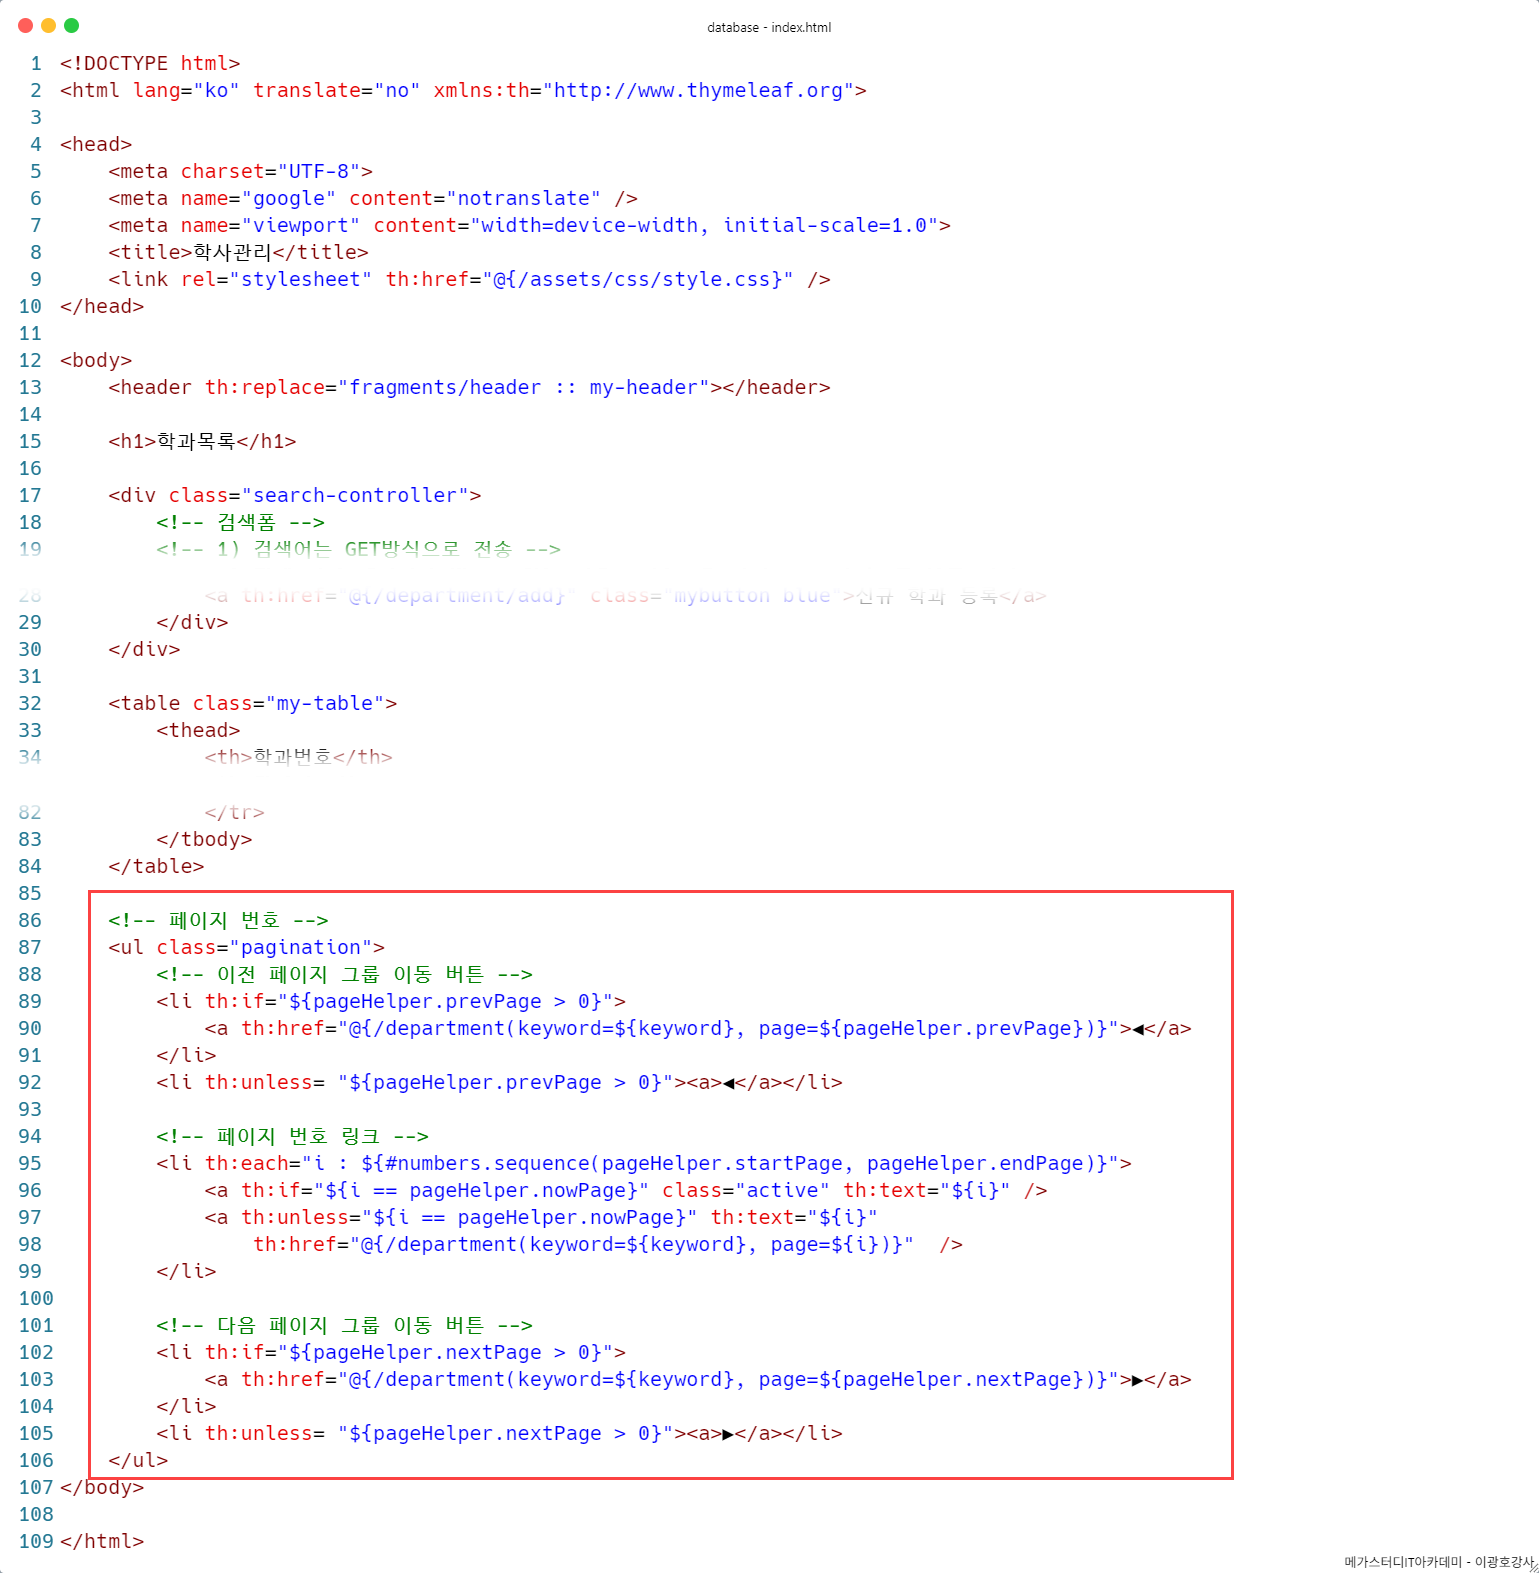 database - index.html
1 <!DOCTYPE html>
2 <html lang="ko" translate="no" xmlns:th="http://www.thymeleaf.org">
3
4 <head>
5     <meta charset="UTF-8">
6     <meta name="google" content="notranslate" />
7     <meta name="viewport" content="width=device-width, initial-scale=1.0">
8     <title>학사관리</title>
9     <link rel="stylesheet" th:href="@{/assets/css/style.css}" />
10 </head>
11
12 <body>
13     <header th:replace="fragments/header :: my-header"></header>
14
15     <h1>학과목록</h1>
16
17     <div class="search-controller">
18         <!-- 검색폼 -->
19         <!-- 1) 검색어는 GET방식으로 전송 -->
28             <a th:href="@{/department/add}" class="mybutton blue">신규 학과 등록</a>
29         </div>
30     </div>
31
32     <table class="my-table">
33         <thead>
34             <th>학과번호</th>
82             </tr>
83         </tbody>
84     </table>
85
86     <!-- 페이지 번호 -->
87     <ul class="pagination">
88         <!-- 이전 페이지 그룹 이동 버튼 -->
89         <li th:if="${pageHelper.prevPage > 0}">
90             <a th:href="@{/department(keyword=${keyword}, page=${pageHelper.prevPage})}">◀</a>
91         </li>
92         <li th:unless= "${pageHelper.prevPage > 0}"><a>◀</a></li>
93
94         <!-- 페이지 번호 링크 -->
95         <li th:each="i : ${#numbers.sequence(pageHelper.startPage, pageHelper.endPage)}">
96             <a th:if="${i == pageHelper.nowPage}" class="active" th:text="${i}" />
97             <a th:unless="${i == pageHelper.nowPage}" th:text="${i}"
98                 th:href="@{/department(keyword=${keyword}, page=${i})}"  />
99         </li>
100
101         <!-- 다음 페이지 그룹 이동 버튼 -->
102         <li th:if="${pageHelper.nextPage > 0}">
103             <a th:href="@{/department(keyword=${keyword}, page=${pageHelper.nextPage})}">▶</a>
104         </li>
105         <li th:unless= "${pageHelper.nextPage > 0}"><a>▶</a></li>
106     </ul>
107 </body>
108
109 </html>
메가스터디IT아카데미 - 이광호강사